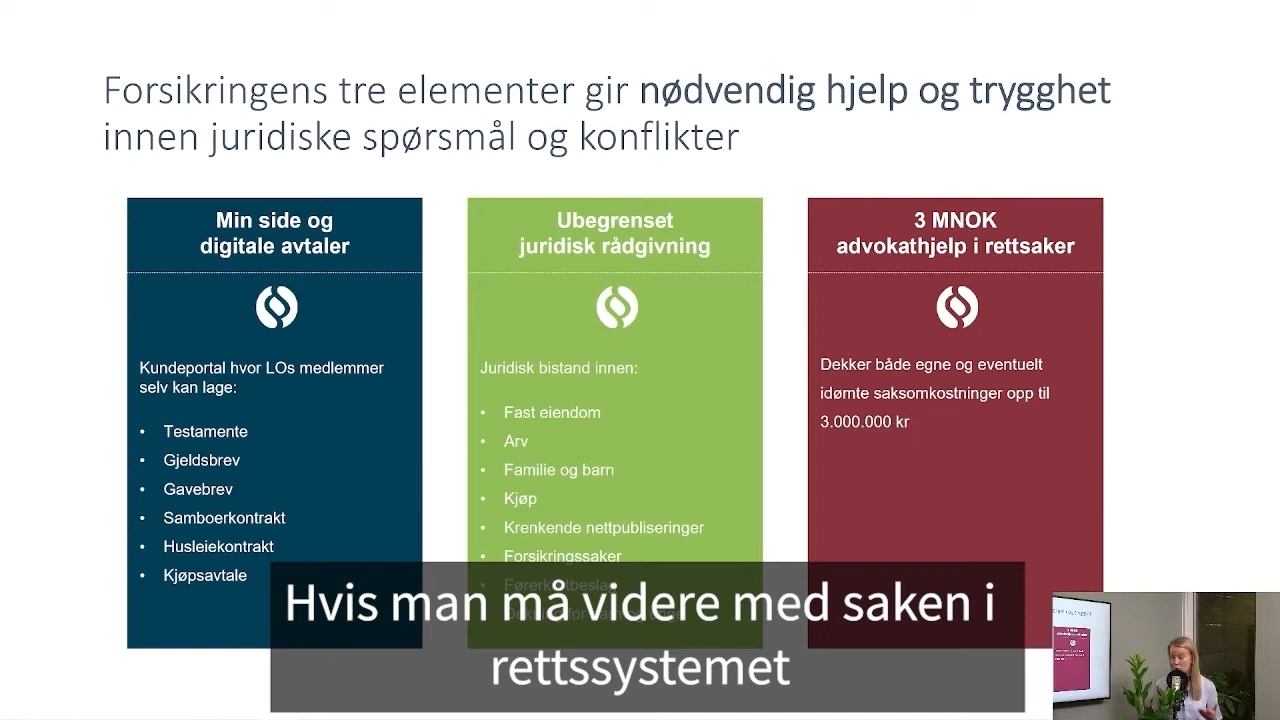 Forsikringens tre elementer gir nødvendig hjelp og trygghet
innen juridiske spørsmål og konflikter
Min side og
digitale avtaler
Kundeportal hvor LOs medlemmer
selv kan lage:
• Testamente
• Gjeldsbrev
• Gavebrev
• Samboerkontrakt
• Husleiekontrakt
• Kjøpsavtale
Ubegrenset
juridisk rådgivning
Juridisk bistand innen:
• Fast eiendom
• Arv
• Familie og barn
• Kjøp
• Krenkende nettpubliseringer
• Forsikringssaker
3 MNOK
advokathjelp i rettsaker
Dekker både egne og eventuelt
idømte saksomkostninger opp til
3.000.000 kr
Hvis man må videre med saken i
rettssystemet